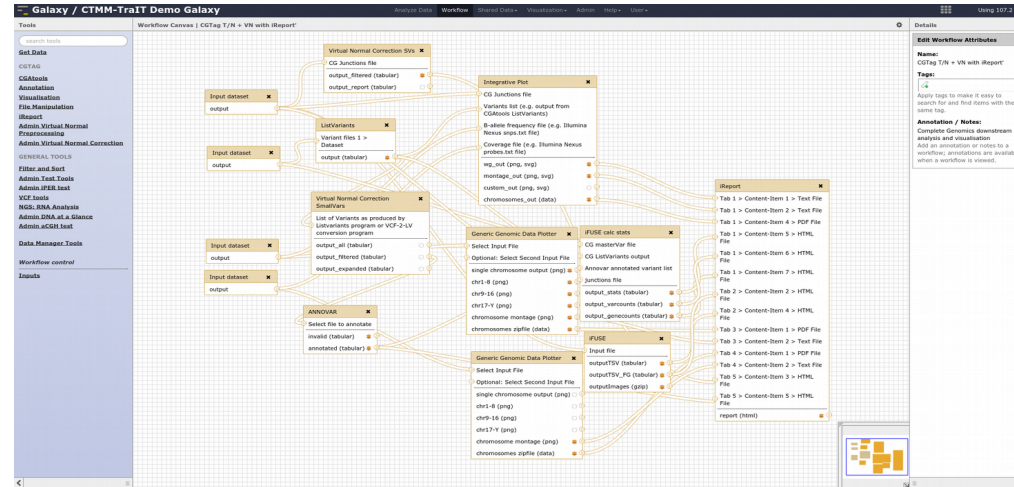 Galaxy / CTMM-TraIT Demo Galaxy
Analyze Data Workflow Shared Data Visualization Admin Help User
Using 107.2
Tools
search tools
Get Data
CGTAG
CGAtools
Annotation
Visualisation
File Manipulation
iReport
Admin Virtual Normal
Preprocessing
Admin Virtual Normal Correction
GENERAL TOOLS
Filter and Sort
Admin Test Tools
Admin iPER test
VCF tools
NGS: RNA Analysis
Admin DNA at a Glance
Admin aCGH test
Data Manager Tools
Workflow control
Inputs
Workflow Canvas | CGTag T/N + VN with iReport'
Virtual Normal Correction SVs
CG Junctions file
output_filtered (tabular)
output_report (tabular)
Input dataset
output
ListVariants
Variant files 1 >
Dataset
output (tabular)
Input dataset
output
Virtual Normal Correction
SmallVars
List of Variants as produced by
Listvariants program or VCF-2-LV
conversion program
output_all (tabular)
output_filtered (tabular)
output_expanded (tabular)
Input dataset
output
Input dataset
output
ANNOVAR
Select file to annotate
invalid (tabular)
annotated (tabular)
Integrative Plot
CG Junctions file
Variants list (e.g. output from
CGAtools ListVariants)
B-allele frequency file (e.g. Illumina
Nexus snps.txt file)
Coverage file (e.g. Illumina Nexus
probes.txt file)
wg_out (png, svg)
montage_out (png, svg)
custom_out (png, svg)
chromosomes_out (data)
Generic Genomic Data Plotter
Select Input File
Optional: Select Second Input File
single chromosome output (png)
chr1-8 (png)
chr9-16 (png)
chr17-Y (png)
chromosome montage (png)
chromosomes zipfile (data)
iFUSE calc stats
CG masterVar file
CG ListVariants output
Annovar annotated variant list
junctions file
output_stats (tabular)
output_varcounts (tabular)
output_genecounts (tabular)
iFUSE
Input file
outputTSV (tabular)
outputTSV_FG (tabular)
outputImages (gzip)
Generic Genomic Data Plotter
Select Input File
Optional: Select Second Input File
single chromosome output (png)
chr1-8 (png)
chr9-16 (png)
chr17-Y (png)
chromosome montage (png)
chromosomes zipfile (data)
iReport
Tab 1 > Content-Item 1 > Text File
Tab 1 > Content-Item 2 > Text File
Tab 1 > Content-Item 4 > PDF File
Tab 1 > Content-Item 5 > HTML
File
Tab 1 > Content-Item 6 > HTML
File
Tab 1 > Content-Item 7 > HTML
File
Tab 2 > Content-Item 2 > HTML
File
Tab 2 > Content-Item 4 > HTML
File
Tab 3 > Content-Item 1 > PDF File
Tab 3 > Content-Item 2 > Text File
Tab 4 > Content-Item 1 > PDF File
Tab 4 > Content-Item 2 > Text File
Tab 5 > Content-Item 3 > HTML
File
Tab 5 > Content-Item 5 > HTML
File
report (html)
Details
Edit Workflow Attributes
Name:
CGTag T/N + VN with iReport'
Tags:
Apply tags to make it easy to
search for and find items with the
same tag.
Annotation / Notes:
Complete Genomics downstream
analysis and visualisation
Add an annotation or notes to a
workflow; annotations are availab
when a workflow is viewed.